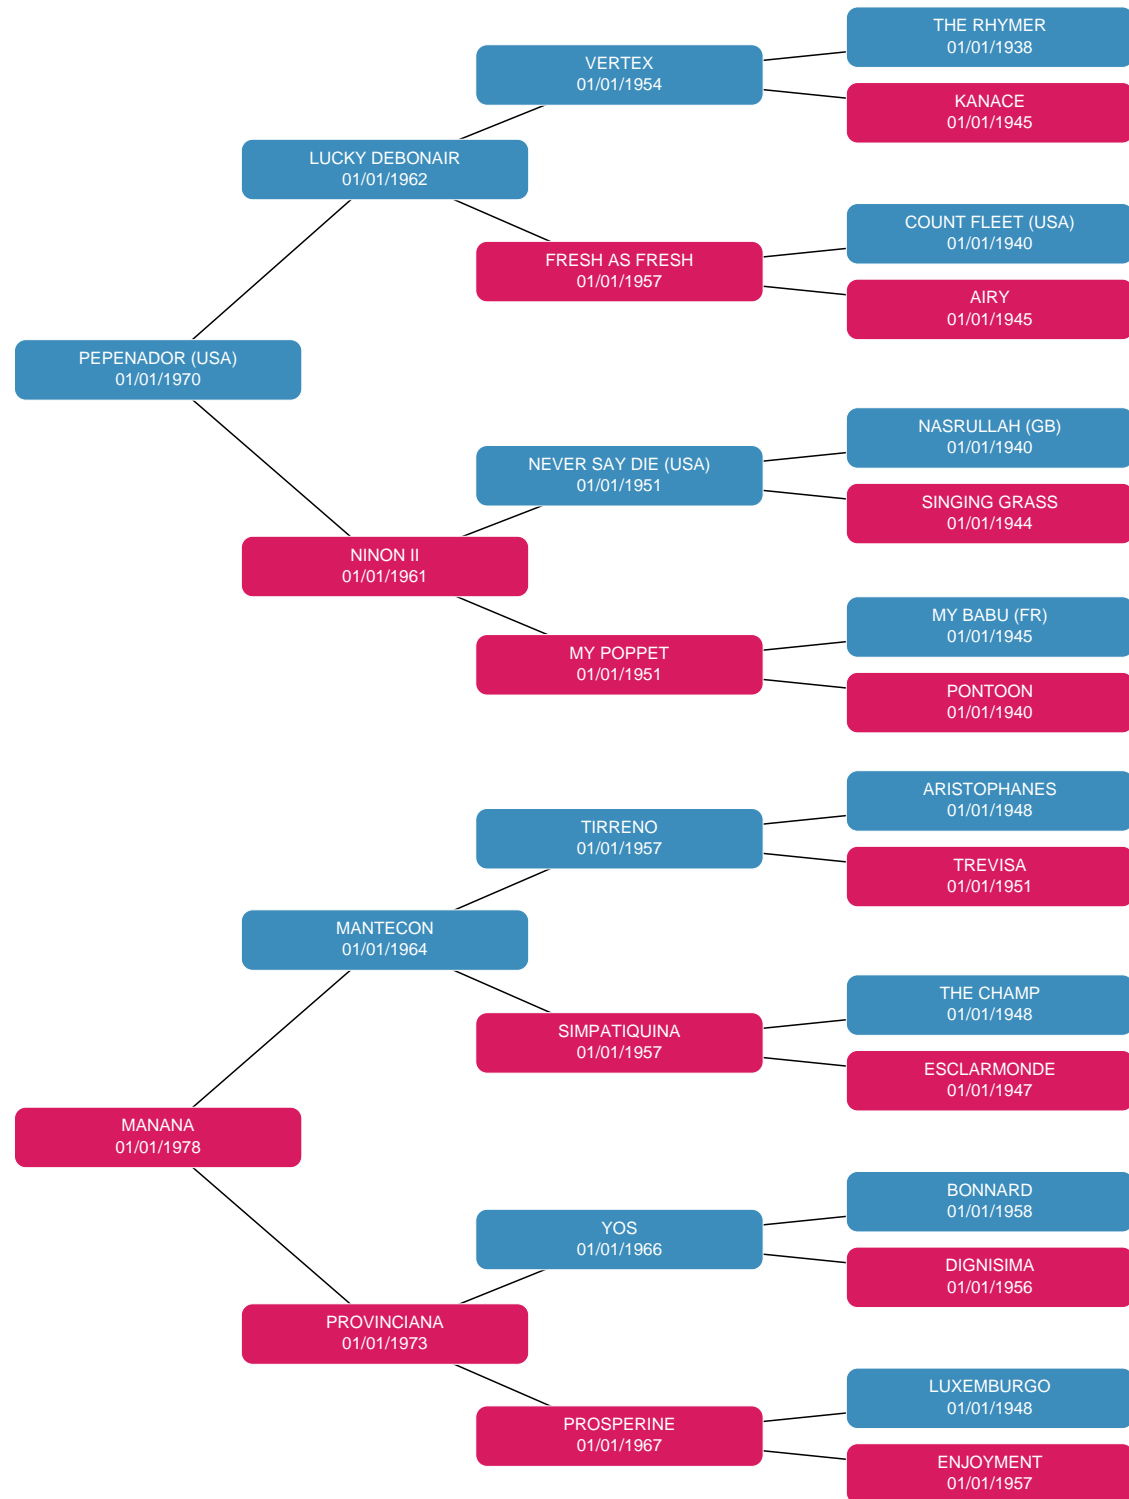 THE RHYMER
01/01/1938
VERTEX
01/01/1954
KANACE
01/01/1945
LUCKY DEBONAIR
01/01/1962
COUNT FLEET (USA)
01/01/1940
FRESH AS FRESH
01/01/1957
AIRY
01/01/1945
PEPENADOR (USA)
01/01/1970
NASRULLAH (GB)
01/01/1940
NEVER SAY DIE (USA)
01/01/1951
SINGING GRASS
01/01/1944
NINON II
01/01/1961
MY BABU (FR)
01/01/1945
MY POPPET
01/01/1951
PONTOON
01/01/1940
ARISTOPHANES
01/01/1948
TIRRENO
01/01/1957
TREVISA
01/01/1951
MANTECON
01/01/1964
THE CHAMP
01/01/1948
SIMPATIQUINA
01/01/1957
ESCLARMONDE
01/01/1947
MANANA
01/01/1978
BONNARD
01/01/1958
YOS
01/01/1966
DIGNISIMA
01/01/1956
PROVINCIANA
01/01/1973
LUXEMBURGO
01/01/1948
PROSPERINE
01/01/1967
ENJOYMENT
01/01/1957